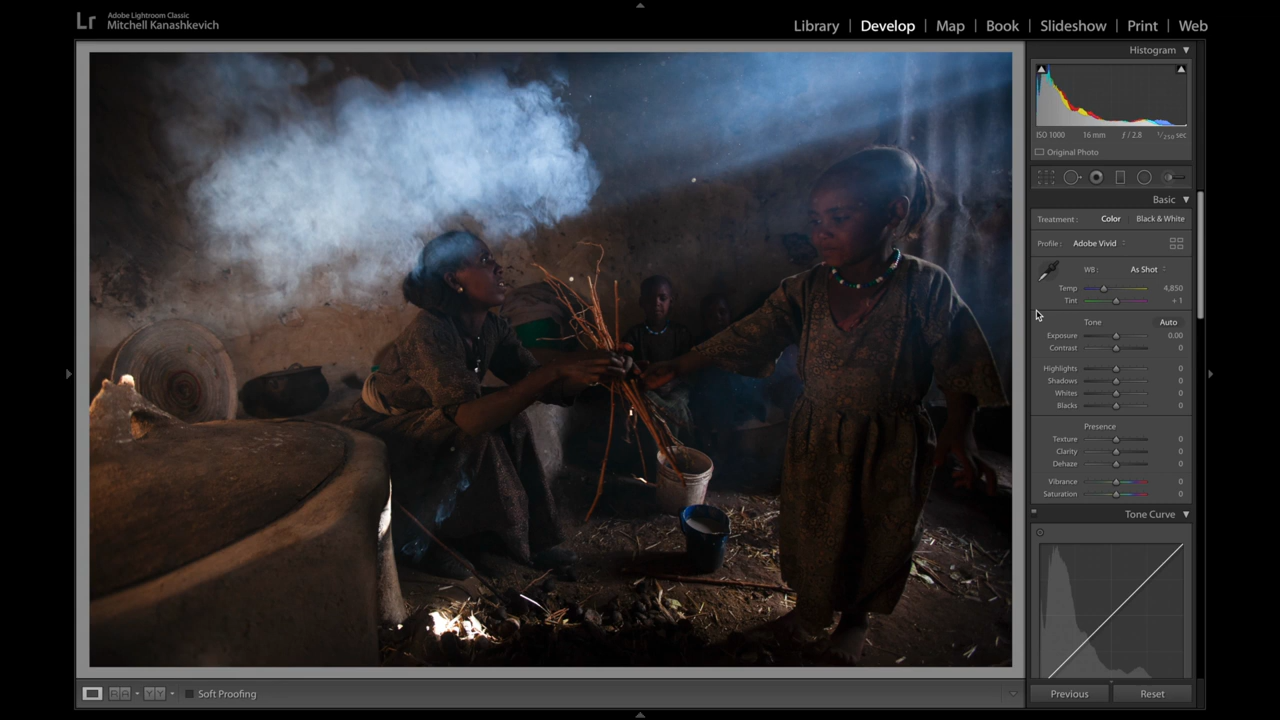 Lr
Adobe Lightroom Classic
Mitchell Kanashkevich
Library | Develop | Map | Book | Slideshow | Print | Web
Histogram
ISO 1000 16 mm ƒ / 2.8 1/250 sec
Original Photo
Basic
Treatment : Color Black & White
Profile : Adobe Vivid
WB : As Shot
Temp 4,850
Tint + 1
Tone Auto
Exposure 0.00
Contrast 0
Highlights 0
Shadows 0
Whites 0
Blacks 0
Presence
Texture 0
Clarity 0
Dehaze 0
Vibrance 0
Saturation 0
Tone Curve
R A Y Y Soft Proofing
Previous Reset